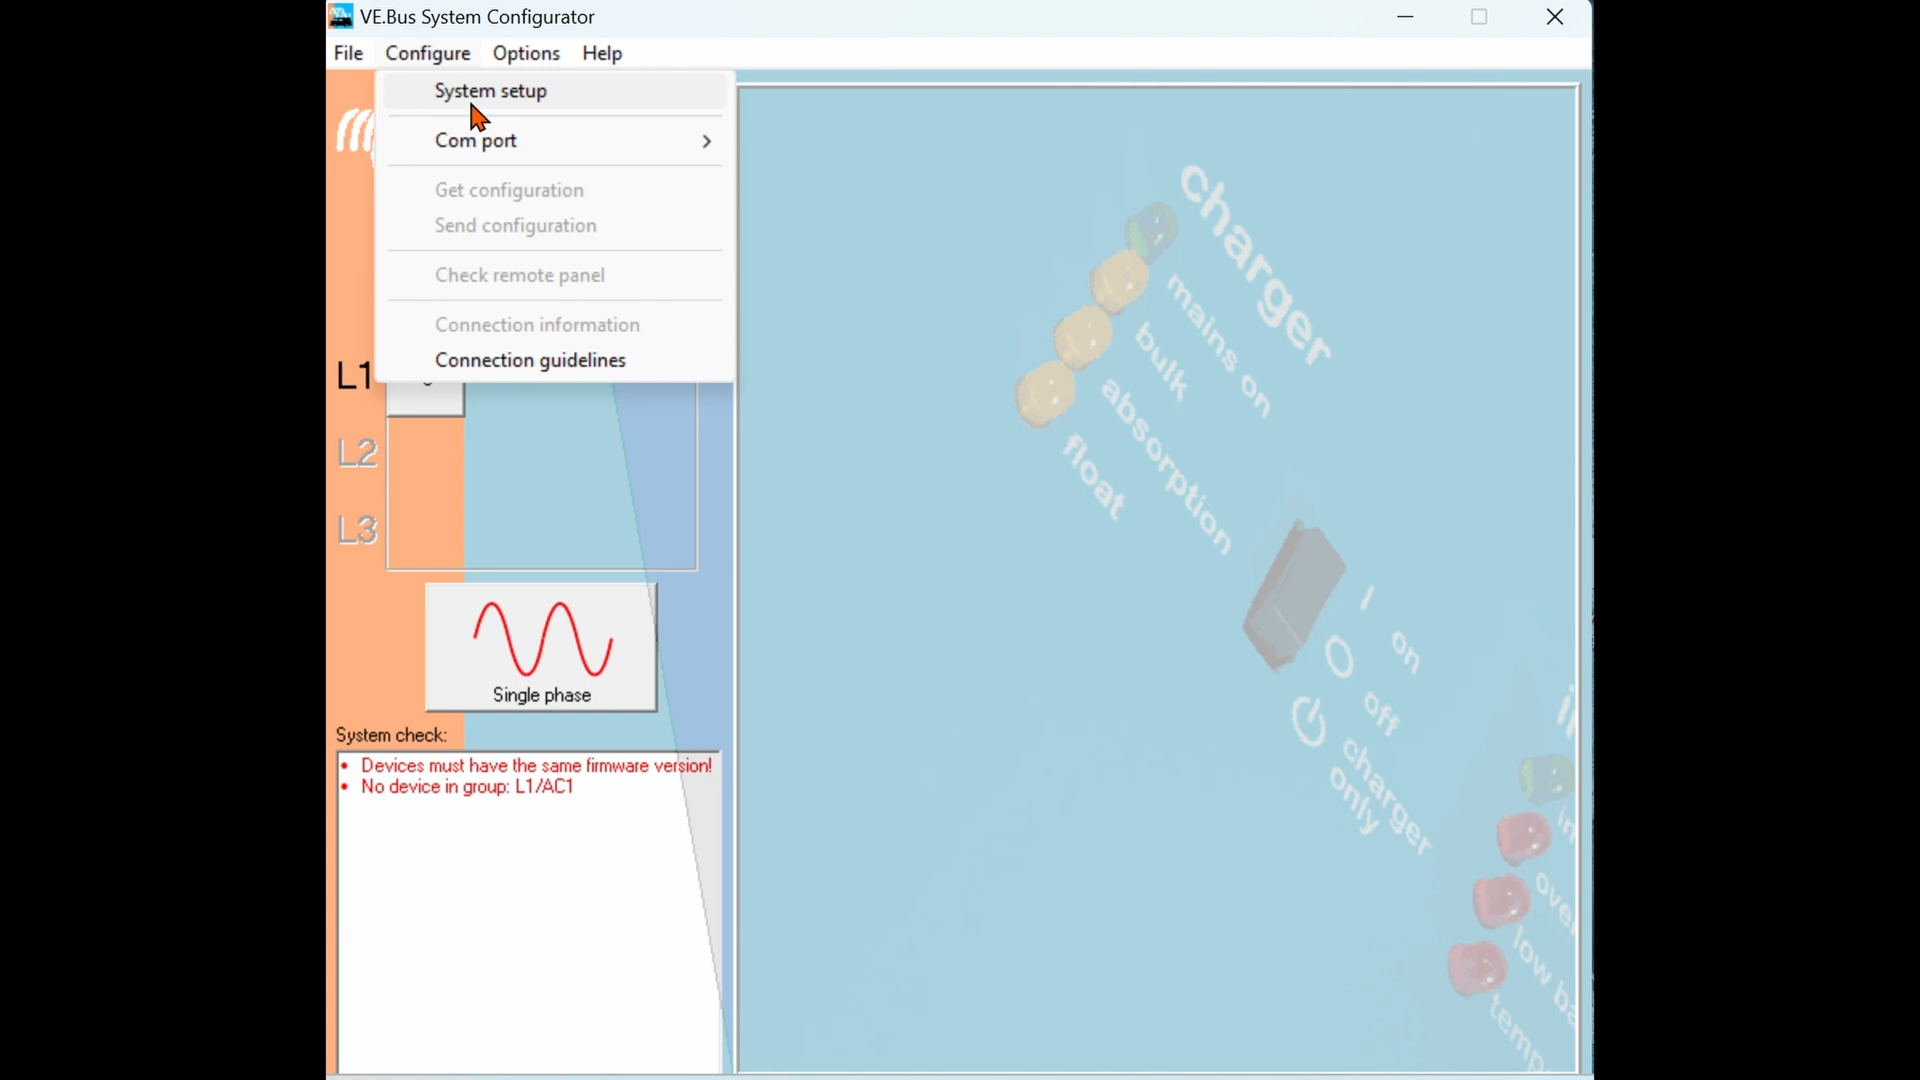 VE.Bus System Configurator
File Configure Options Help
System setup
Com port
Get configuration
Send configuration
Check remote panel
Connection information
Connection guidelines
L1
L2
L3
Single phase
System check:
• Devices must have the same firmware version!
• No device in group: L1/AC1
charger
mains on
bulk
absorption
float
I on
O off
charger
only
low